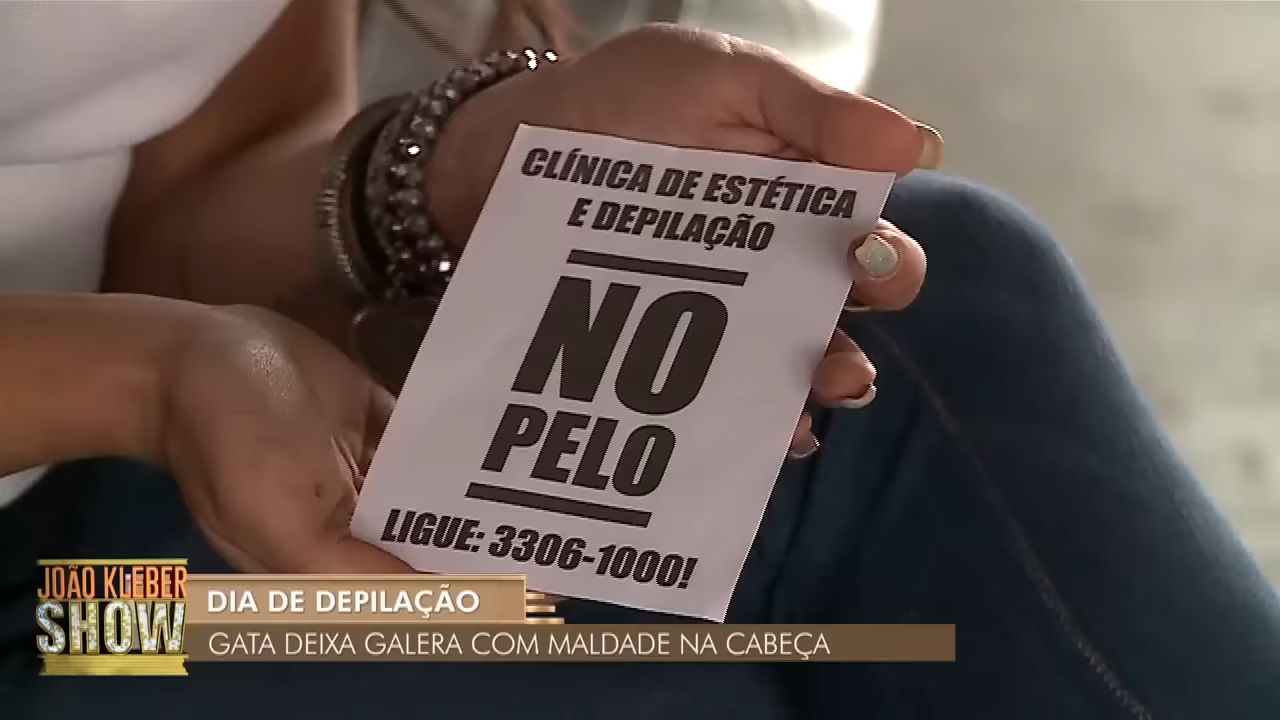 CLÍNICA DE ESTÉTICA
E DEPILAÇÃO
NO
PELO
LIGUE: 3306-1000!
JOÃO KLEBER
SHOW
DIA DE DEPILAÇÃO
GATA DEIXA GALERA COM MALDADE NA CABEÇA